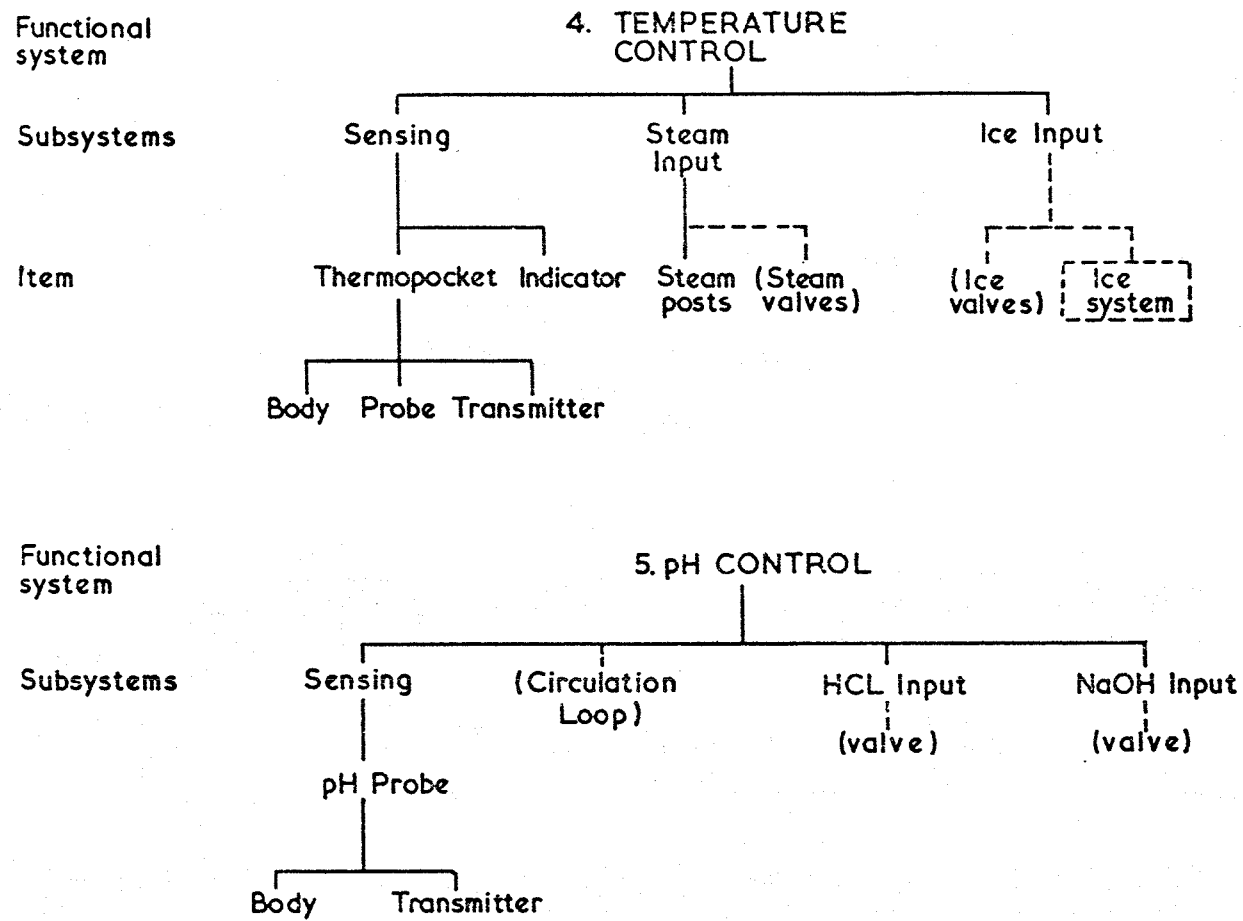 Functional
system
4. TEMPERATURE
CONTROL
Subsystems
Sensing
Steam
Input
Ice Input
Item
Thermopocket
Indicator
Steam
posts
(Steam
valves)
(Ice
valves)
Ice
system
Body
Probe
Transmitter
Functional
system
5. pH CONTROL
Subsystems
Sensing
(Circulation
Loop)
HCL Input
NaOH Input
(valve)
(valve)
pH Probe
Body
Transmitter